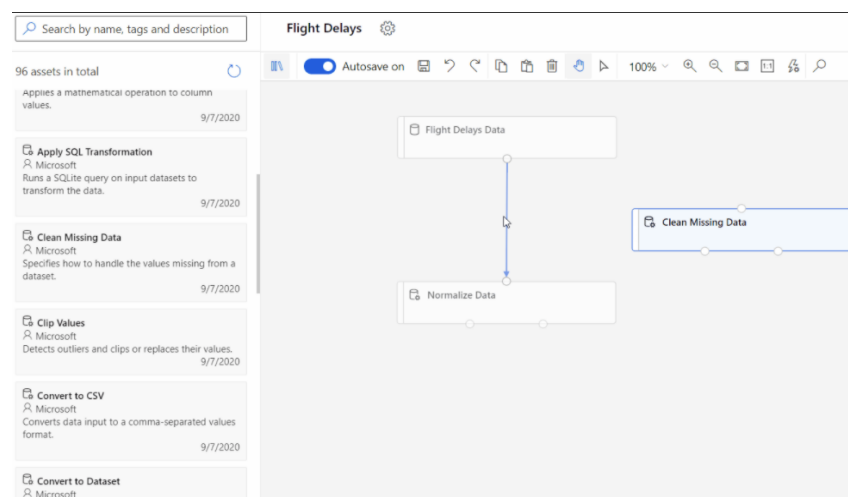 Search by name, tags and description
Flight Delays
96 assets in total
Autosave on
100%
1:1
Applies a mathematical operation to column
values.
9/7/2020
Apply SQL Transformation
Microsoft
Runs a SQLite query on input datasets to
transform the data.
9/7/2020
Clean Missing Data
Microsoft
Specifies how to handle the values missing from a
dataset.
9/7/2020
Clip Values
Microsoft
Detects outliers and clips or replaces their values.
9/7/2020
Convert to CSV
Microsoft
Converts data input to a comma-separated values
format.
9/7/2020
Convert to Dataset
Microsoft
Flight Delays Data
Clean Missing Data
Normalize Data